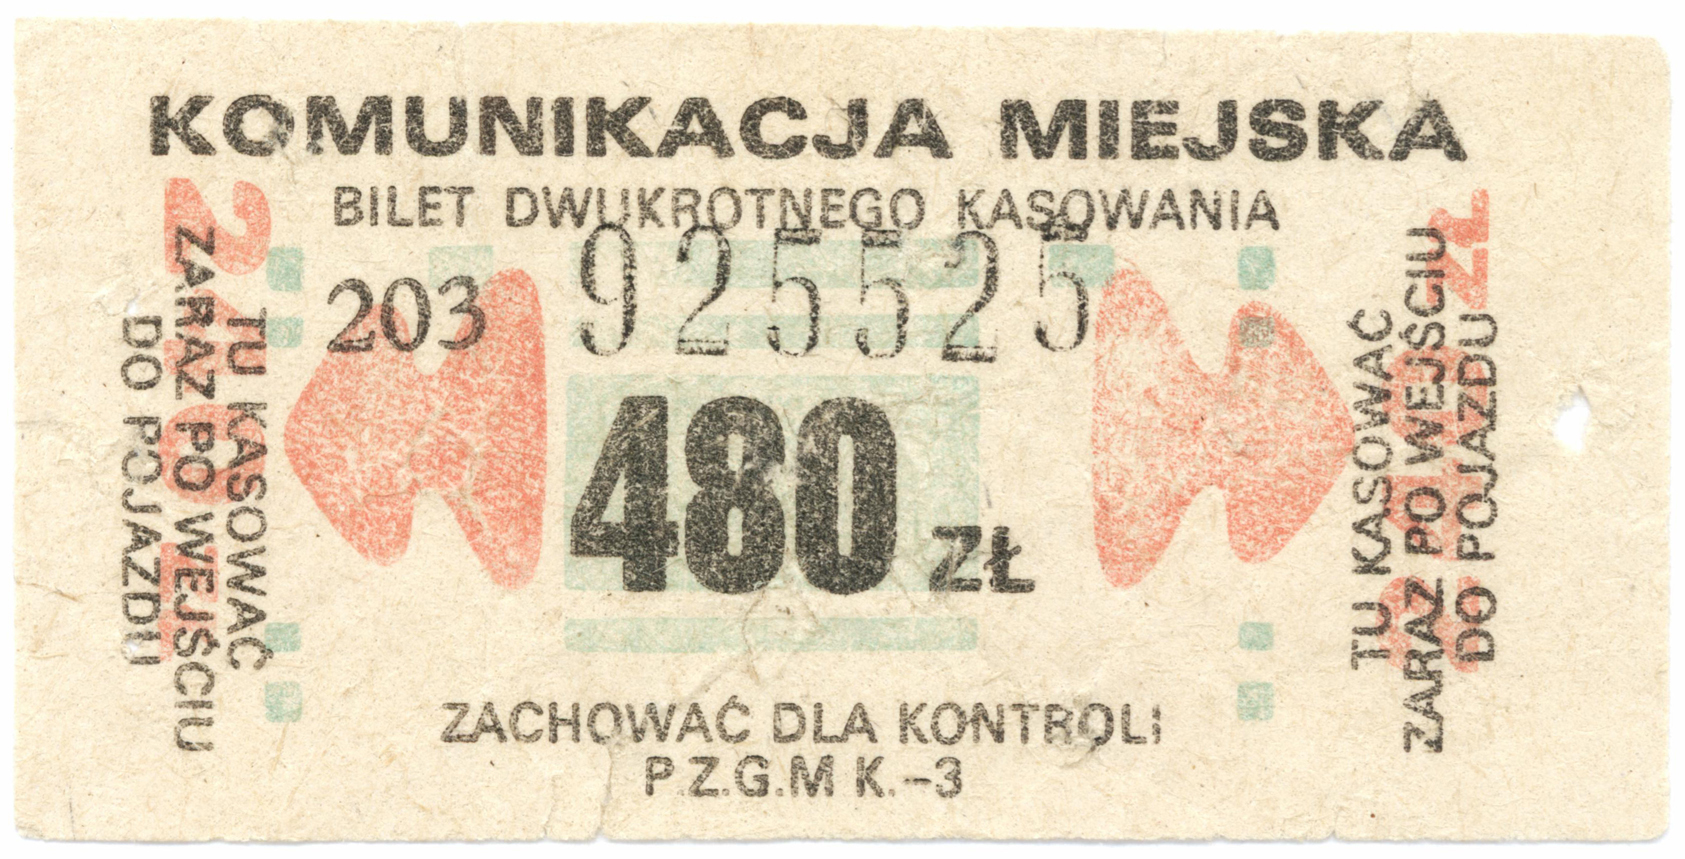 KOMUNIKACJA MIEJSKA
BILET DWUKROTNEGO KASOWANIA
203 925525
480 ZŁ
TU KASOWAĆ
ZARAZ PO WEJŚCIU
DO POJAZDU
TU KASOWAĆ
ZARAZ PO WEJŚCIU
DO POJAZDU
ZACHOWAĆ DLA KONTROLI
P.Z.G.M K.-3